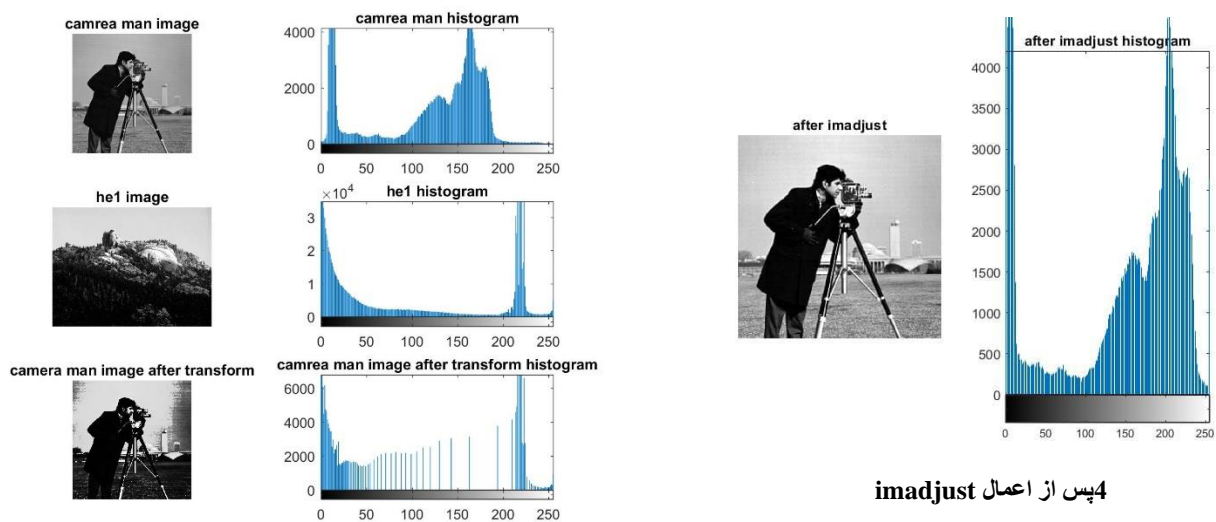 camrea man image
camrea man histogram
4000
2000
0
0 50 100 150 200 250
he1 image
he1 histogram
×10⁴
3
2
1
0
0 50 100 150 200 250
camera man image after transform
camrea man image after transform histogram
6000
4000
2000
0
0 50 100 150 200 250
after imadjust
after imadjust histogram
4000
3500
3000
2500
2000
1500
1000
500
0
0 50 100 150 200 250
4پس از اعمال imadjust